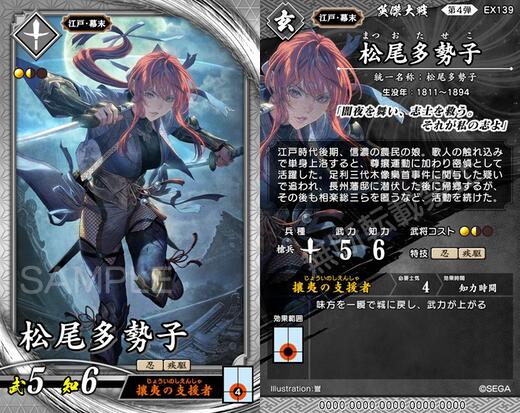 江戸・幕末
SAMPLE
松尾多勢子
忍 疾駆
武5 知6
じょういのしえんしゃ
攘夷の支援者
4
玄
江戸・幕末
英傑大戦
第4弾
EX139
まつおたせこ
松尾多勢子
統一名称:松尾多勢子
生没年:1811~1894
「闇夜を舞い、志士を救う。
それが私の志よ」
江戸時代後期、信濃の農民の娘。歌人の触れ込み
で単身上洛すると、尊攘運動に加わり密偵として
活躍した。足利三代木像梟首事件に関与した疑い
で追われ、長州藩邸に潜伏した後に帰郷するが、
その後も相楽総三らを匿うなど、活動を続けた。
兵種 武力 知力 武将コスト
槍兵 5 6 特技 忍 疾駆
じょういのしえんしゃ 必要士気 効果時間
攘夷の支援者 4 知力時間
味方を一瞬で城に戻し、武力が上がる
効果範囲
無断転載
Illustration:誉
©SEGA
0000-0000-0000-0000-0000